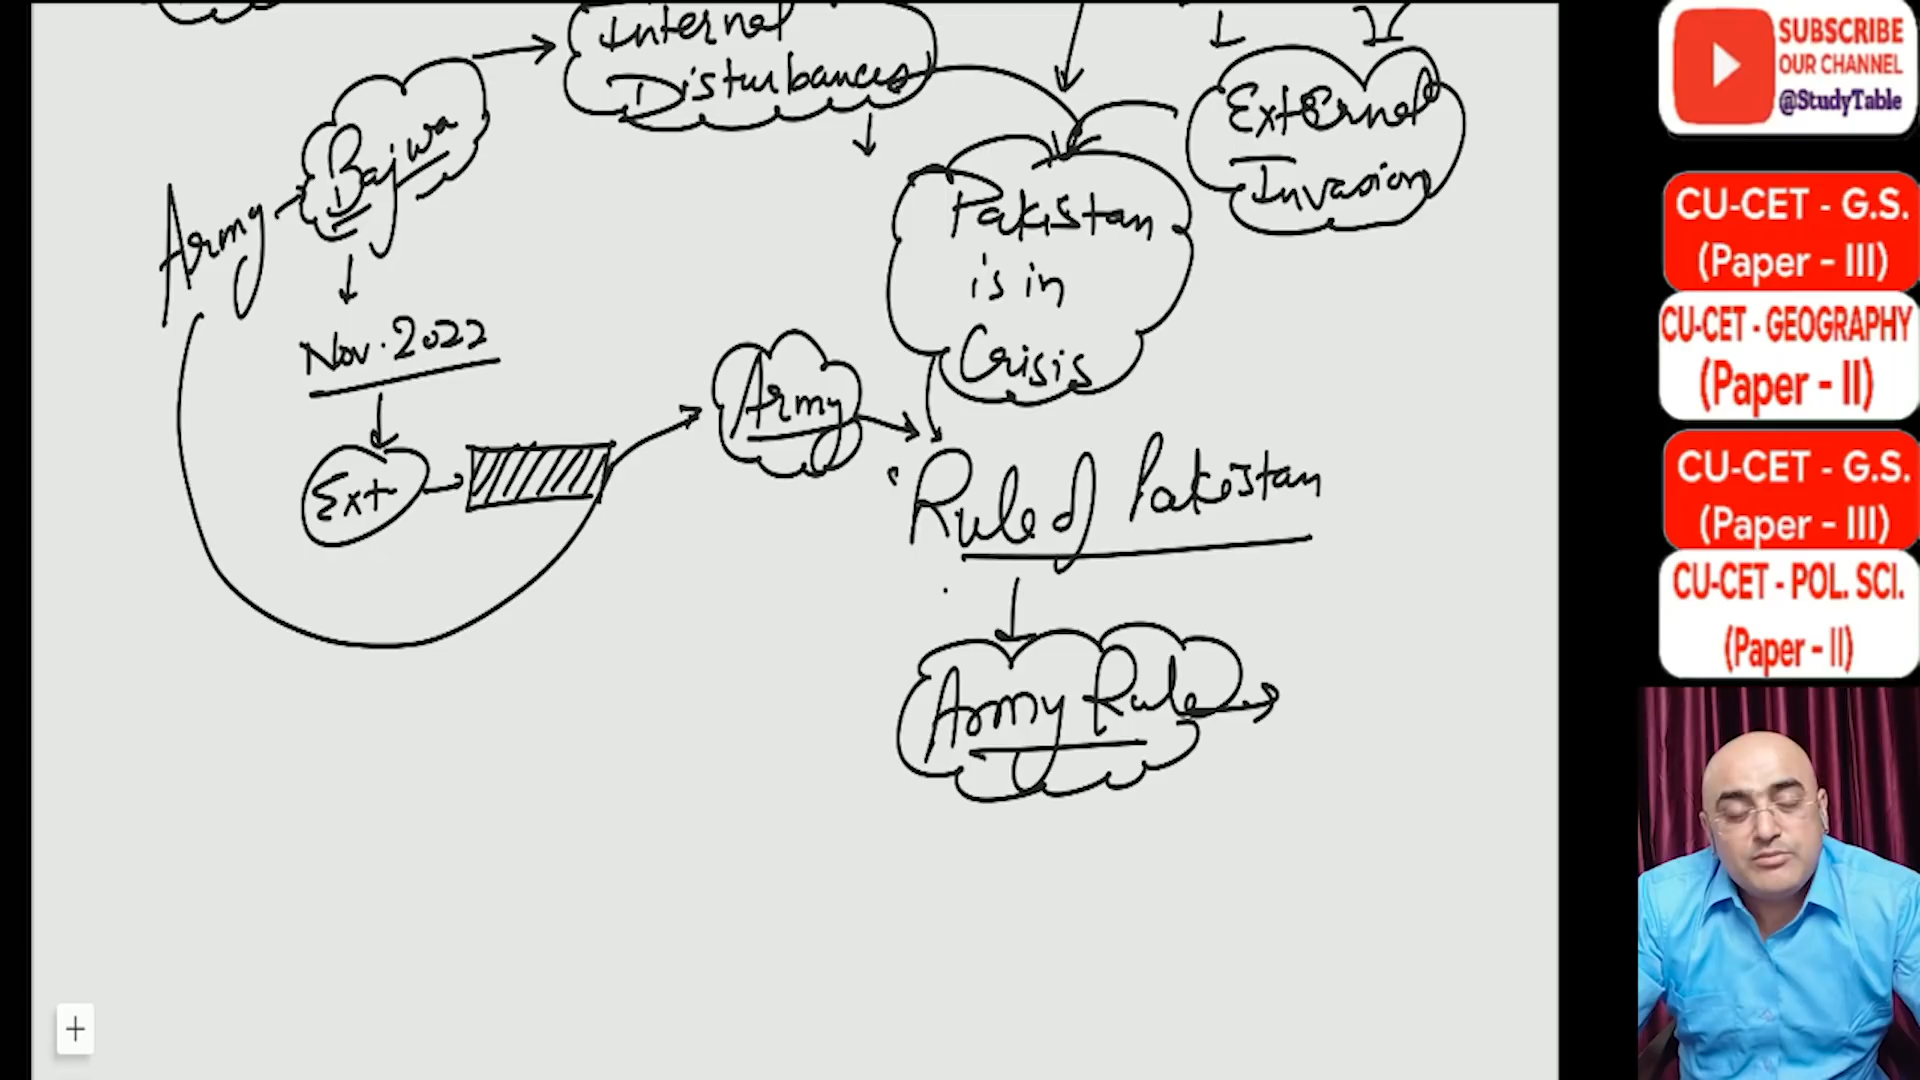 Internal
Disturbances
External
Invasion
Army
Bajwa
Pakistan
is in
Crisis
Nov. 2022
Army
Ext
Rule of Pakistan
Army Rule
+
SUBSCRIBE
OUR CHANNEL
@StudyTable
CU-CET - G.S.
(Paper - III)
CU-CET - GEOGRAPHY
(Paper - II)
CU-CET - G.S.
(Paper - III)
CU-CET - POL. SCI.
(Paper - II)